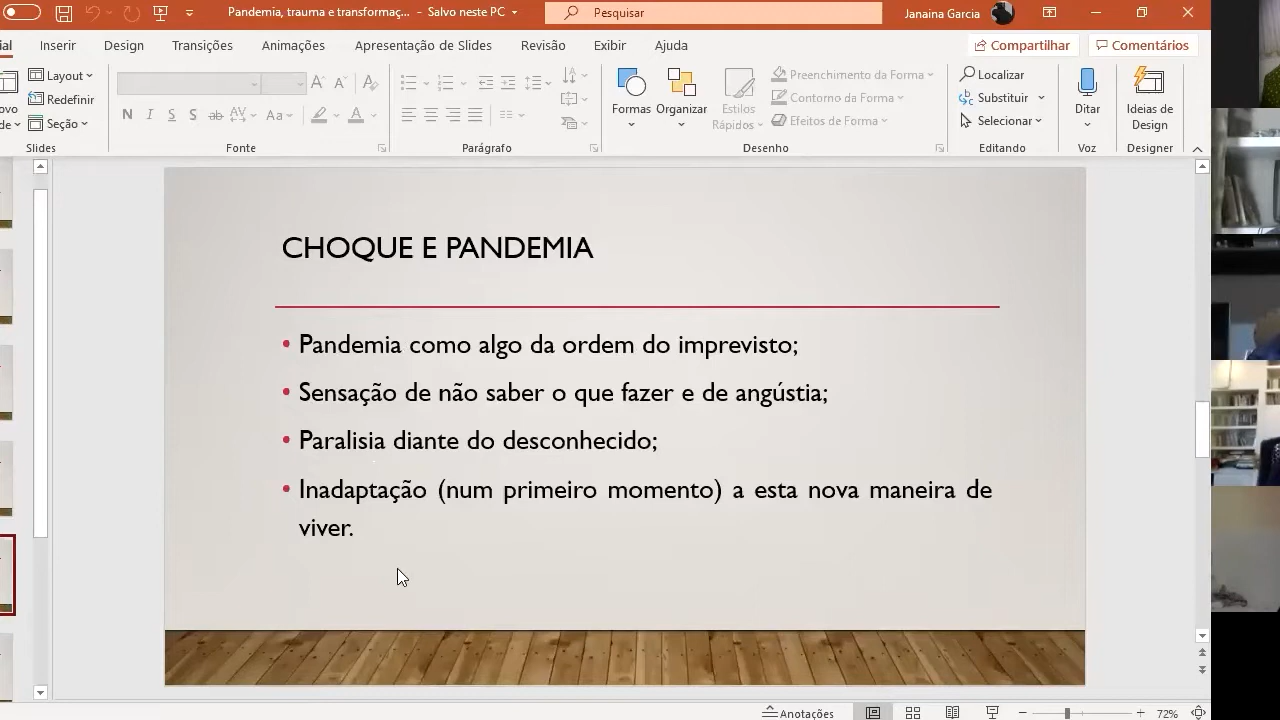 Pandemia, trauma e transformaç... - Salvo neste PC
Pesquisar
Janaina Garcia
Inserir
Design
Transições
Animações
Apresentação de Slides
Revisão
Exibir
Ajuda
Compartilhar
Comentários
Layout
Redefinir
Seção
Slides
N I S S ab AV Aa A
Fonte
Parágrafo
Formas
Organizar
Estilos
Rápidos
Preenchimento da Forma
Contorno da Forma
Efeitos de Forma
Desenho
Localizar
Substituir
Selecionar
Editando
Ditar
Voz
Ideias de
Design
Designer
CHOQUE E PANDEMIA
• Pandemia como algo da ordem do imprevisto;
• Sensação de não saber o que fazer e de angústia;
• Paralisia diante do desconhecido;
• Inadaptação (num primeiro momento) a esta nova maneira de
viver.
Anotações
72%